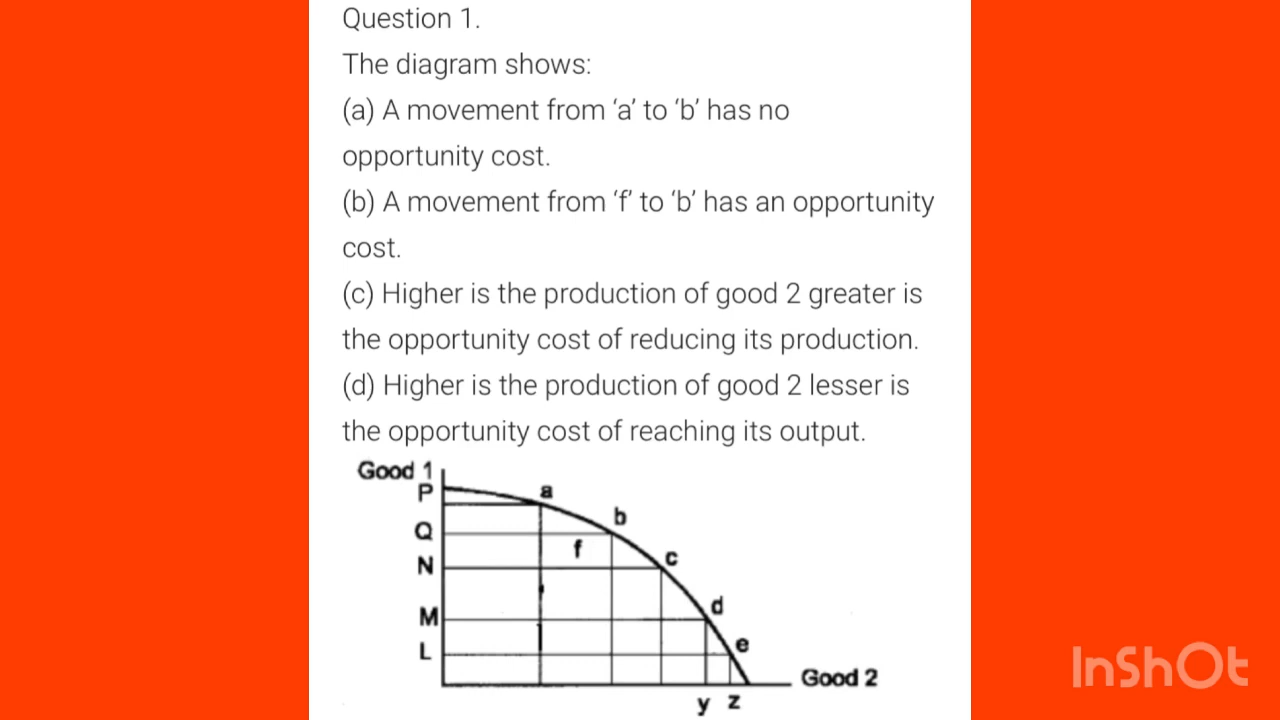 Question 1.
The diagram shows:
(a) A movement from ‘a’ to ‘b’ has no
opportunity cost.
(b) A movement from ‘f’ to ‘b’ has an opportunity
cost.
(c) Higher is the production of good 2 greater is
the opportunity cost of reducing its production.
(d) Higher is the production of good 2 lesser is
the opportunity cost of reaching its output.
Good 1
P
a
b
Q
f
c
N
d
M
e
L
Good 2
y z
InShOt